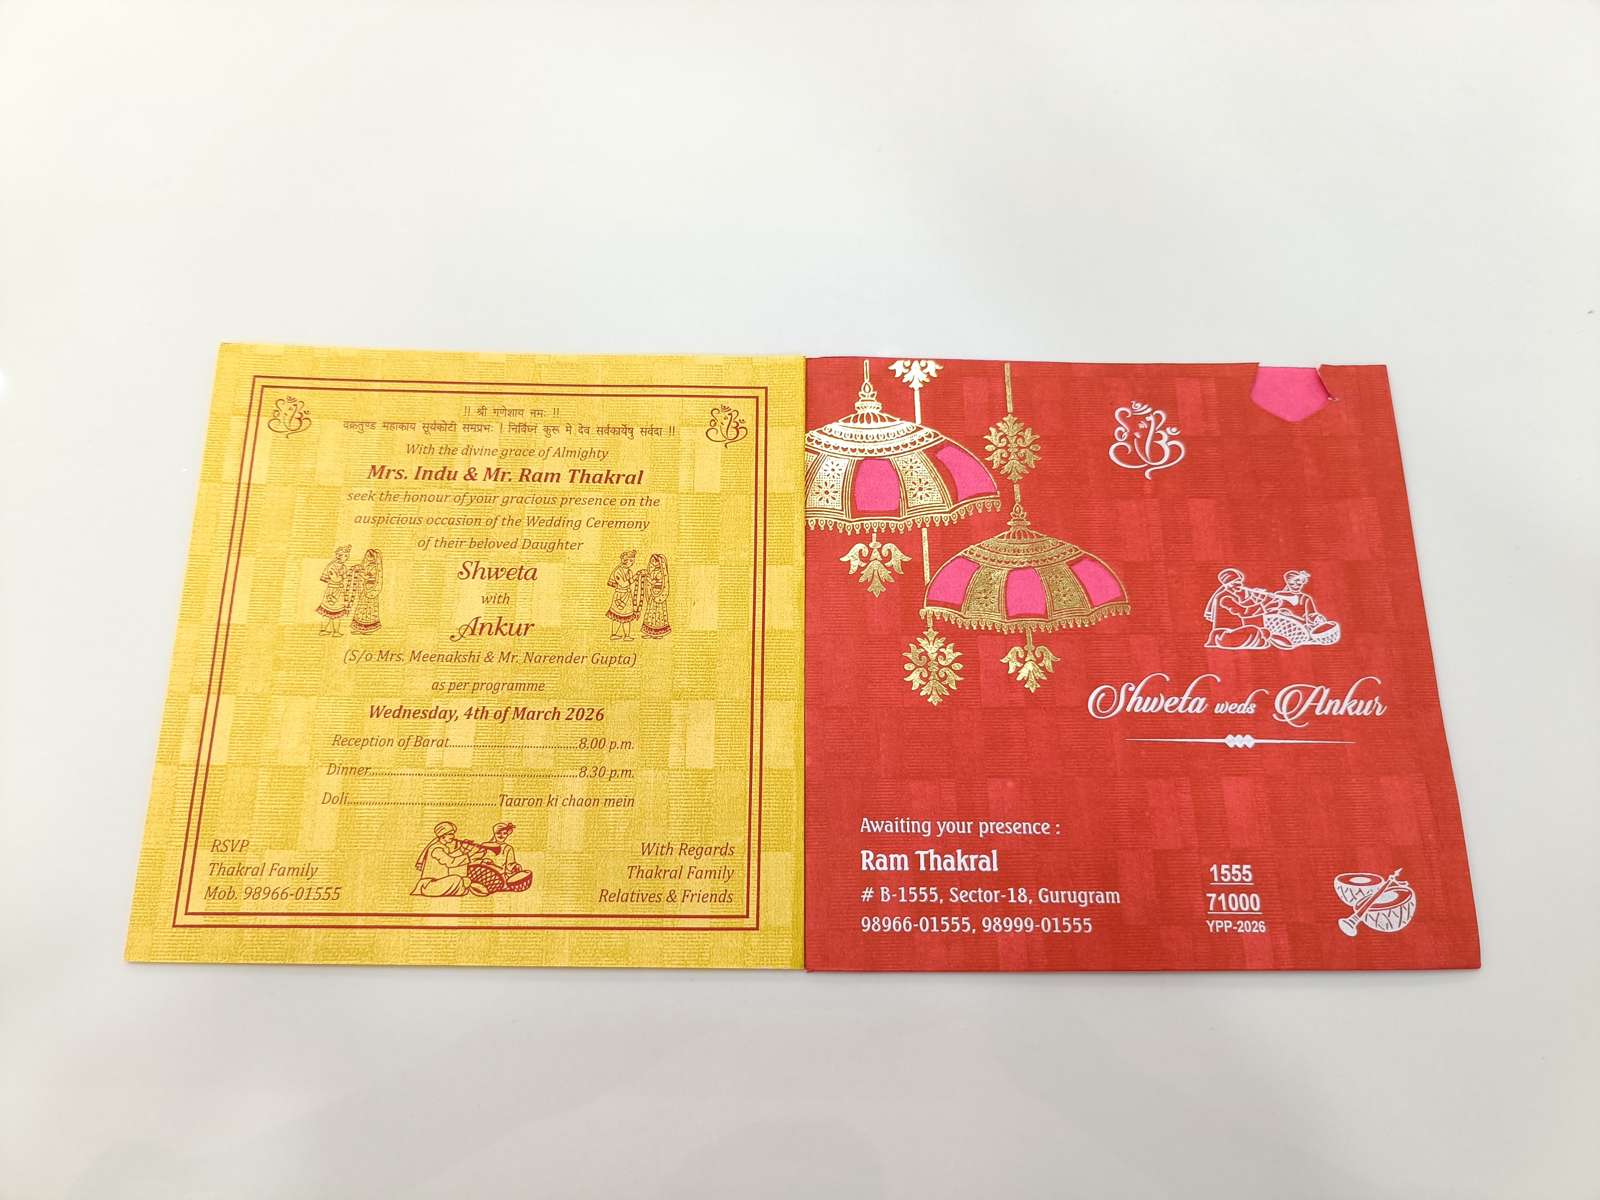 !! श्री गणेशाय नमः !!
वक्रतुण्ड महाकाय सूर्यकोटी समप्रभः ! निर्विघ्नं कुरू मे देव सर्वकार्येषु सर्वदा !!
With the divine grace of Almighty
Mrs. Indu & Mr. Ram Thakral
seek the honour of your gracious presence on the
auspicious occasion of the Wedding Ceremony
of their beloved Daughter
Shweta
with
Ankur
(S/o Mrs. Meenakshi & Mr. Narender Gupta)
as per programme
Wednesday, 4th of March 2026
Reception of Barat..........................................8.00 p.m.
Dinner....................................................................8.30 p.m.
Doli.................................................Taaron ki chaon mein
RSVP
Thakral Family
Mob. 98966-01555
With Regards
Thakral Family
Relatives & Friends
Shweta weds Ankur
Awaiting your presence :
Ram Thakral
# B-1555, Sector-18, Gurugram
98966-01555, 98999-01555
1555
71000
YPP-2026